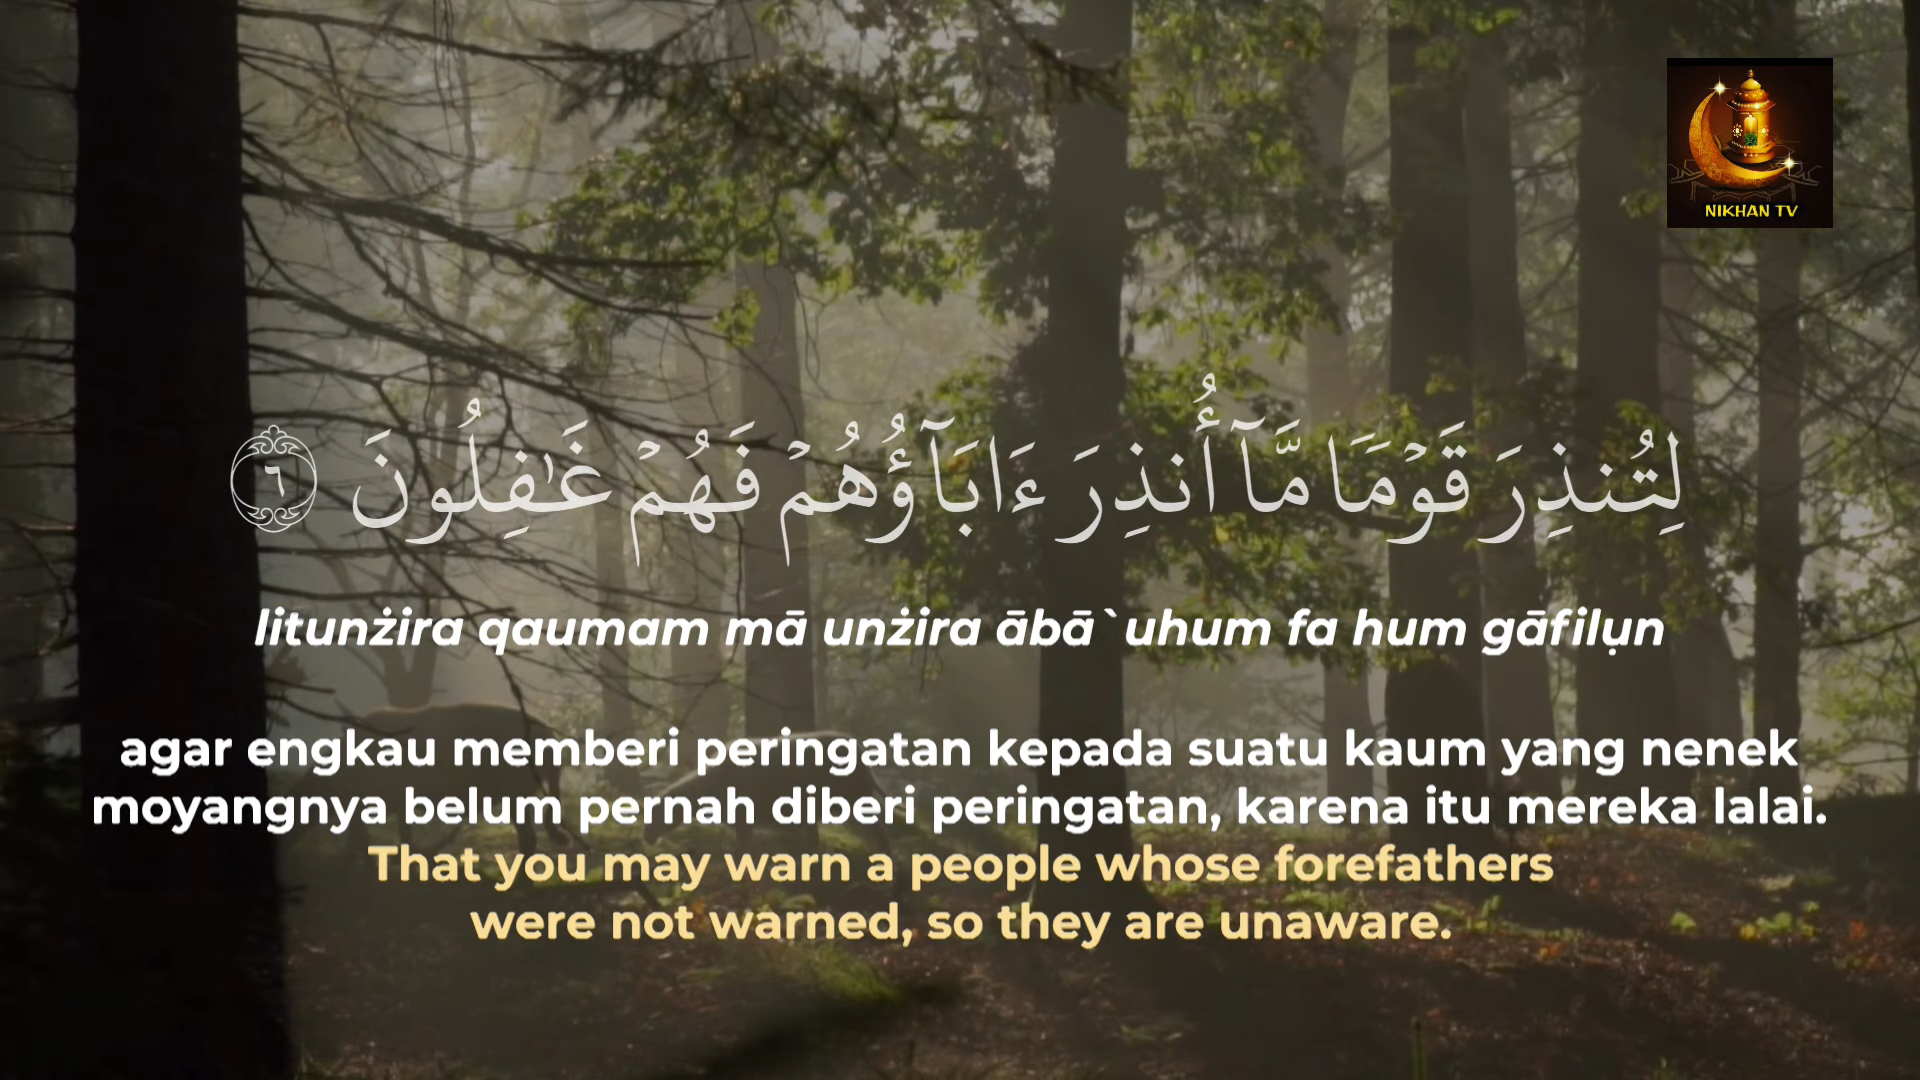 NIKHAN TV
لِتُنذِرَ قَوْمًا مَّآ أُنذِرَ ءَابَآؤُهُمْ فَهُمْ غَٰفِلُونَ ٦
litunżira qaumam mā unżira ābā`uhum fa hum gāfilụn
agar engkau memberi peringatan kepada suatu kaum yang nenek
moyangnya belum pernah diberi peringatan, karena itu mereka lalai.
That you may warn a people whose forefathers
were not warned, so they are unaware.